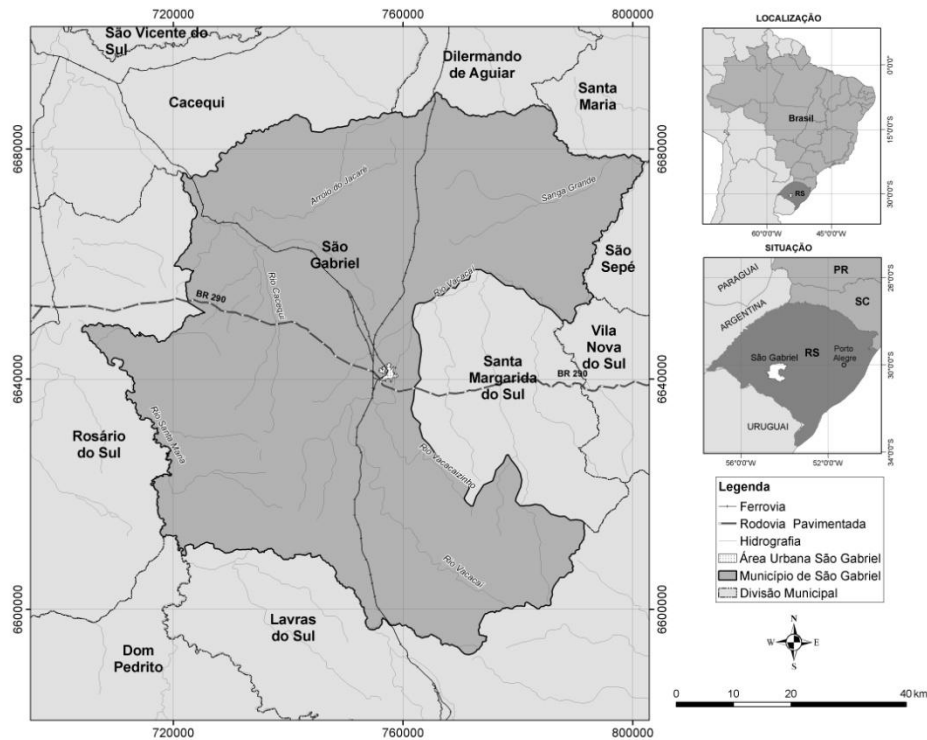 720000
760000
800000
São Vicente do
Sul
Dilermando
de Aguiar
Cacequi
Santa
Maria
6680000
6680000
Arroio do Jacaré
Sanga Grande
São
Gabriel
São
Sepé
Rio Cacequi
Rio Vacacaí
BR 290
Vila
Nova
do Sul
Santa
Margarida
do Sul
BR 290
6640000
6640000
Rosário
do Sul
Rio Santa Maria
Rio Vacacaizinho
Rio Vacacaí
6600000
6600000
Lavras
do Sul
Dom
Pedrito
720000
760000
800000
LOCALIZAÇÃO
0°0'0"
Brasil
15°0'0"S
RS
30°0'0"S
60°0'0"W
45°0'0"W
SITUAÇÃO
PARAGUAI
PR
28°0'0"S
ARGENTINA
SC
RS
Porto
Alegre
São Gabriel
30°0'0"S
URUGUAI
34°0'0"S
56°0'0"W
52°0'0"W
Legenda
Ferrovia
Rodovia Pavimentada
Hidrografia
Área Urbana São Gabriel
Município de São Gabriel
Divisão Municipal
N
W
E
S
0
10
20
40 km